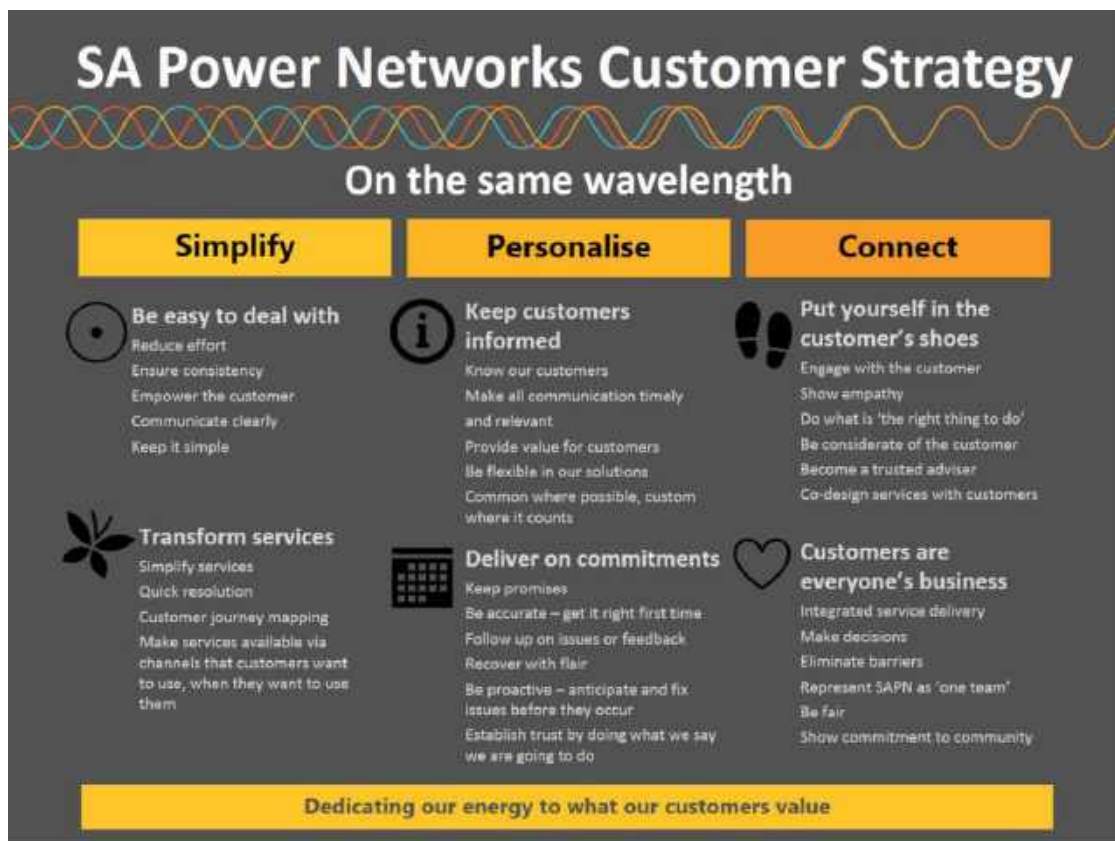 SA Power Networks Customer Strategy
On the same wavelength
Simplify
Be easy to deal with
Reduce effort
Ensure consistency
Empower the customer
Communicate clearly
Keep it simple
Transform services
Simplify services
Quick resolution
Customer journey mapping
Make services available via
channels that customers want
to use, when they want to use
them
Personalise
Keep customers
informed
Know our customers
Make all communication timely
and relevant
Provide value for customers
Be flexible in our solutions
Common where possible, custom
where it counts
Deliver on commitments
Keep promises
Be accurate – get it right first time
Follow up on issues or feedback
Recover with flair
Be proactive – anticipate and fix
issues before they occur
Establish trust by doing what we say
we are going to do
Connect
Put yourself in the
customer's shoes
Engage with the customer
Show empathy
Do what is 'the right thing to do'
Be considerate of the customer
Become a trusted adviser
Co-design services with customers
Customers are
everyone's business
Integrated service delivery
Make decisions
Eliminate barriers
Represent SAPN as 'one team'
Be fair
Show commitment to community
Dedicating our energy to what our customers value